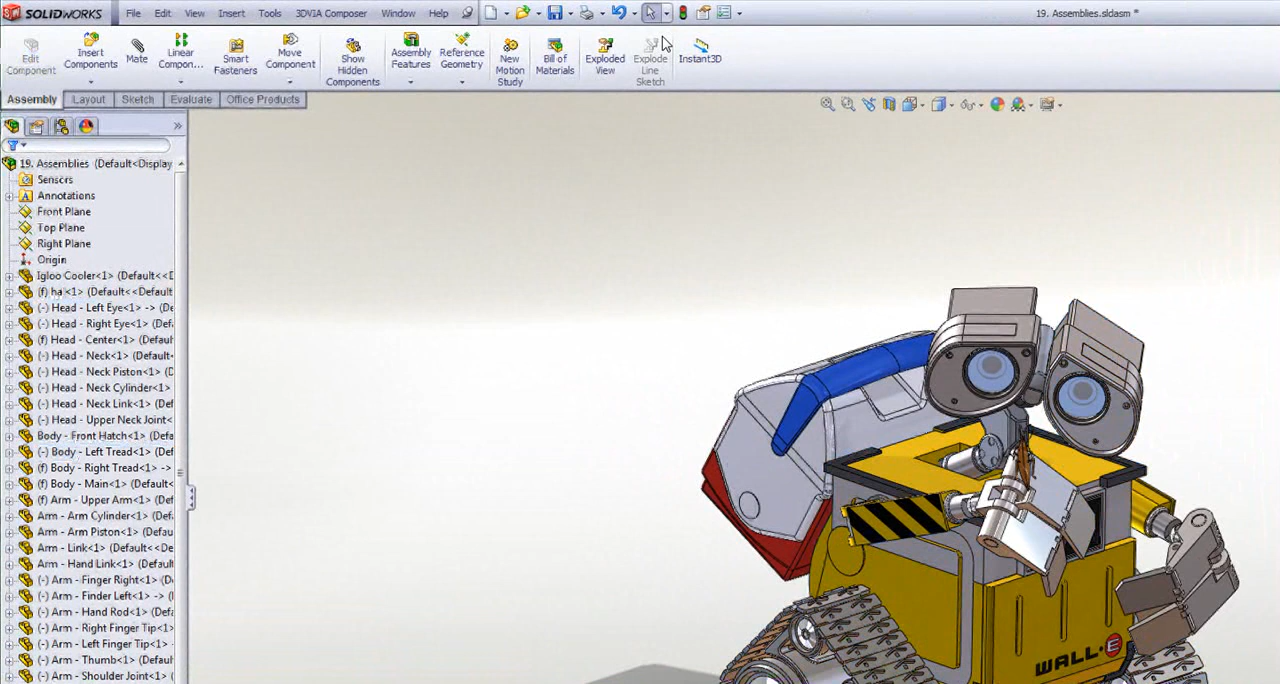 SOLIDWORKS File Edit View Insert Tools 3DVIA Composer Window Help 19. Assemblies.sldasm *
Edit Component
Insert Components
Mate
Linear Compon...
Smart Fasteners
Move Component
Show Hidden Components
Assembly Features
Reference Geometry
New Motion Study
Bill of Materials
Exploded View
Explode Line Sketch
Instant3D
Assembly Layout Sketch Evaluate Office Products
19. Assemblies (Default<Display
Sensors
Annotations
Front Plane
Top Plane
Right Plane
Origin
Igloo Cooler<1> (Default<<D
(f) hal<1> (Default<<Default
(-) Head - Left Eye<1> -> (De
(-) Head - Right Eye<1> (Def
(f) Head - Center<1> (Default
(-) Head - Neck<1> (Default<
(-) Head - Neck Piston<1> (D
(-) Head - Neck Cylinder<1>
(-) Head - Neck Link<1> (Def
(-) Head - Upper Neck Joint<
Body - Front Hatch<1> (Defa
(-) Body - Left Tread<1> (De
(f) Body - Right Tread<1> ->
(f) Body - Main<1> (Default<
(f) Arm - Upper Arm<1> (De
Arm - Arm Cylinder<1> (De
Arm - Arm Piston<1> (Defau
Arm - Link<1> (Default<<D
Arm - Hand Link<1> (Defaul
(-) Arm - Finger Right<1> (D
(-) Arm - Finder Left<1> -> (
(-) Arm - Hand Rod<1> (Def
(-) Arm - Right Finger Tip<1
(-) Arm - Left Finger Tip<1>
(-) Arm - Thumb<1> (Defaul
(-) Arm - Shoulder Joint<1>
WALL·E